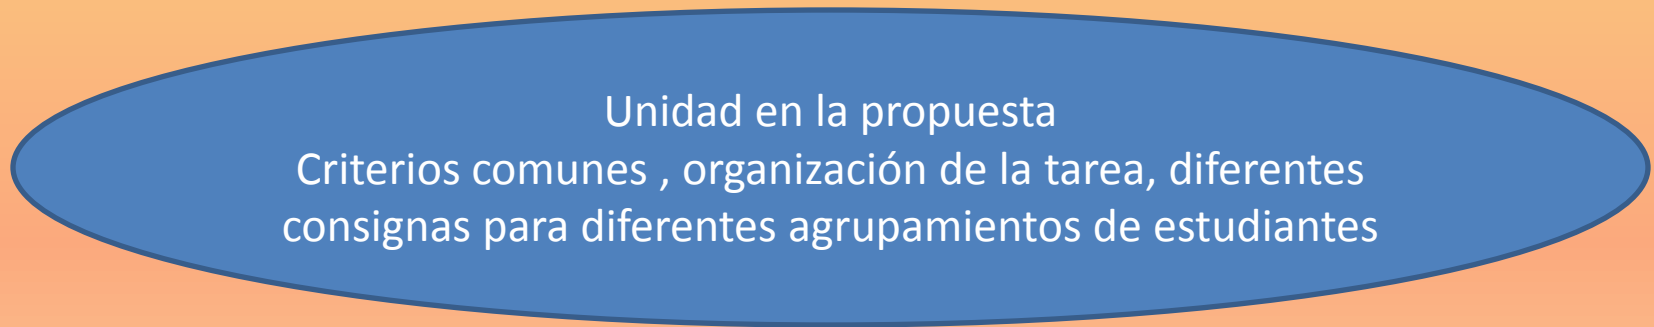 Unidad en la propuesta
Criterios comunes , organización de la tarea, diferentes
consignas para diferentes agrupamientos de estudiantes